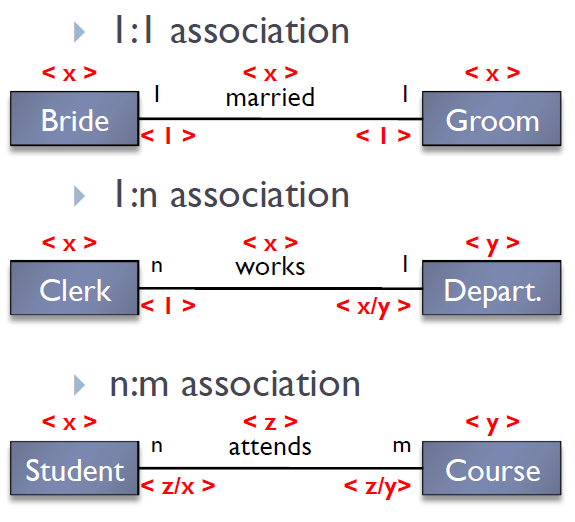 1:1 association
< x > < x > < x >
Bride 1 married 1 Groom
< 1 > < 1 >
1:n association
< x > < x > < y >
Clerk n works 1 Depart.
< 1 > < x/y >
n:m association
< x > < z > < y >
Student n attends m Course
< z/x > < z/y>